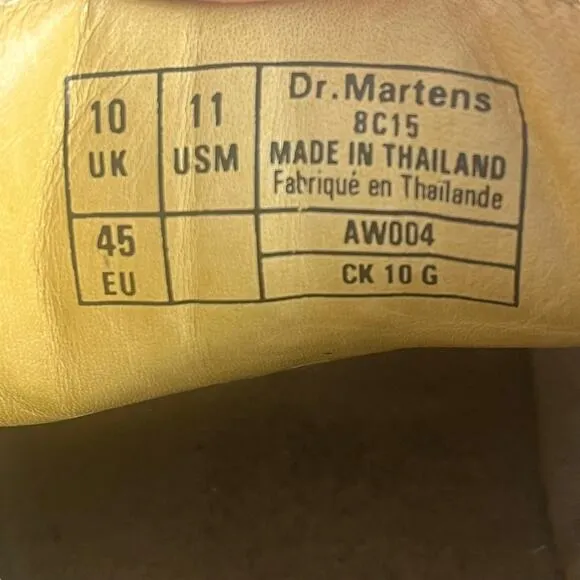 10
UK
11
USM
Dr.Martens
8C15
MADE IN THAILAND
Fabriqué en Thaïlande
45
EU
AW004
CK 10 G